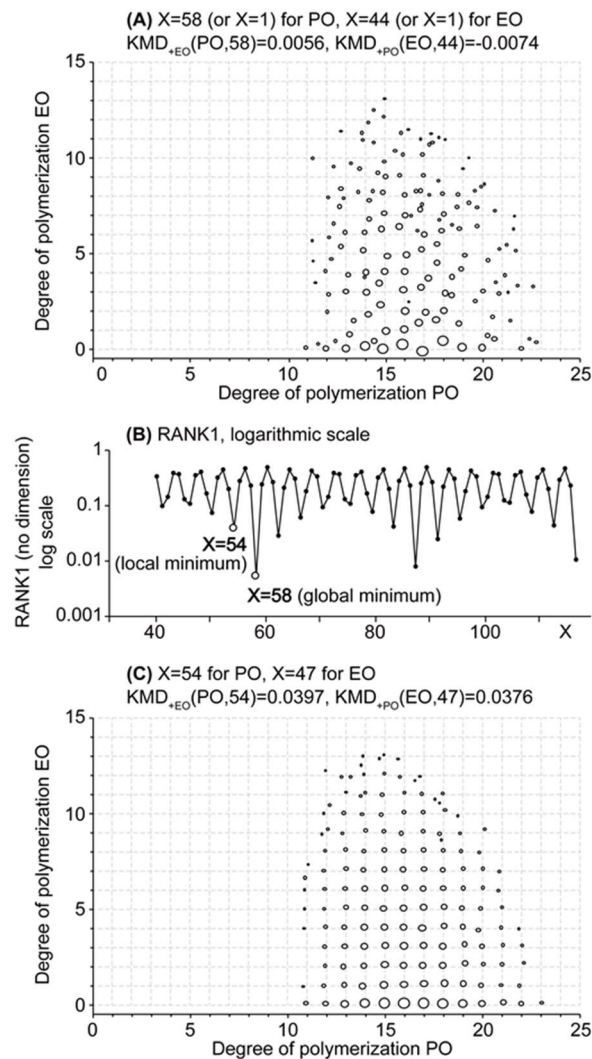 (A) X=58 (or X=1) for PO, X=44 (or X=1) for EO
KMD+EO(PO,58)=0.0056, KMD+PO(EO,44)=-0.0074
15
10
5
0
Degree of polymerization EO
0 5 10 15 20 25
Degree of polymerization PO
(B) RANK1, logarithmic scale
1
0.1
0.01
0.001
RANK1 (no dimension)
log scale
X=54
(local minimum)
X=58 (global minimum)
40 60 80 100 X
(C) X=54 for PO, X=47 for EO
KMD+EO(PO,54)=0.0397, KMD+PO(EO,47)=0.0376
15
10
5
0
Degree of polymerization EO
0 5 10 15 20 25
Degree of polymerization PO